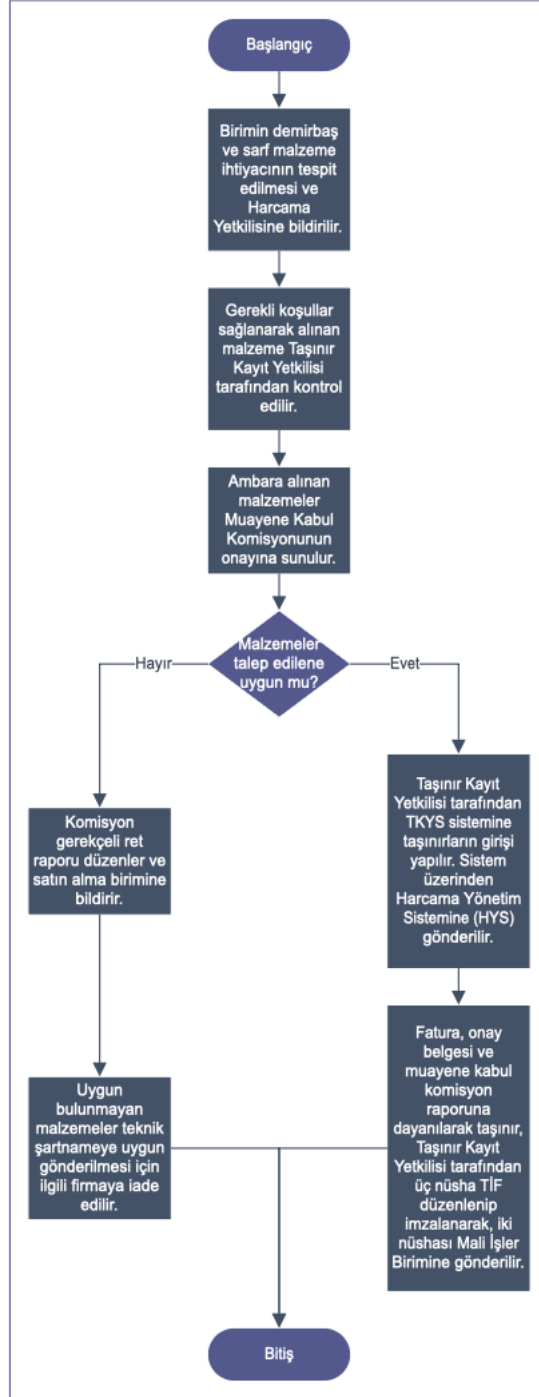 Başlangıç
Birimin demirbaş
ve sarf malzeme
ihtiyacının tespit
edilmesi ve
Harcama
Yetkilisine bildirilir.
Gerekli koşullar
sağlanarak alınan
malzeme Taşınır
Kayıt Yetkilisi
tarafından kontrol
edilir.
Ambara alınan
malzemeler
Muayene Kabul
Komisyonunun
onayına sunulur.
Malzemeler
talep edilene
uygun mu?
Hayır
Evet
Komisyon
gerekçeli ret
raporu düzenler ve
satın alma birimine
bildirir.
Uygun
bulunmayan
malzemeler teknik
şartnameye uygun
gönderilmesi için
ilgili firmaya iade
edilir.
Taşınır Kayıt
Yetkilisi tarafından
TKYS sistemine
taşınırların girişi
yapılır. Sistem
üzerinden
Harcama Yönetim
Sistemine (HYS)
gönderilir.
Fatura, onay
belgesi ve
muayene kabul
komisyon
raporuna
dayanılarak taşınır,
Taşınır Kayıt
Yetkilisi tarafından
üç nüsha TİF
düzenlenip
imzalanarak, iki
nüshası Mali İşler
Birimine gönderilir.
Bitiş